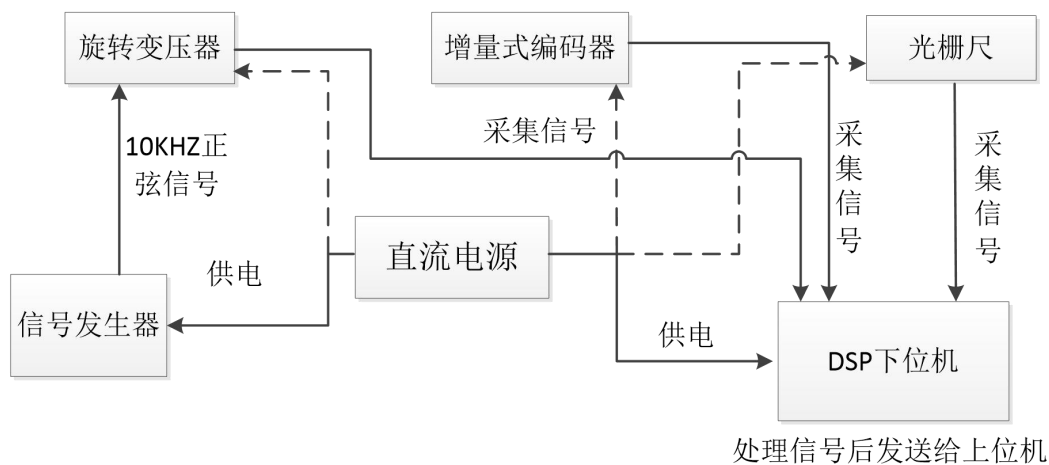 旋转变压器
增量式编码器
光栅尺
10KHZ正
弦信号
采集信号
采集信号
采集信号
直流电源
供电
信号发生器
供电
DSP下位机
处理信号后发送给上位机